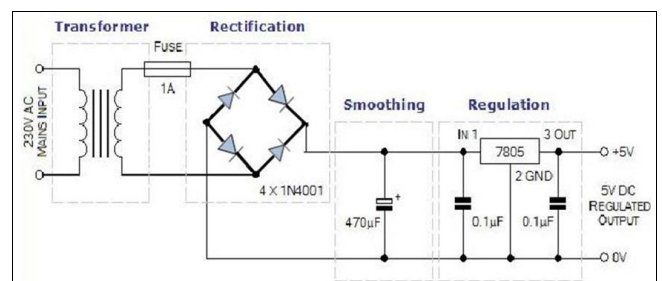 Transformer
Rectification
FUSE
1A
230V AC
MAINS INPUT
4 X 1N4001
Smoothing
Regulation
470µF
+
IN 1
7805
3 OUT
2 GND
0.1µF
0.1µF
+5V
5V DC
REGULATED
OUTPUT
0V